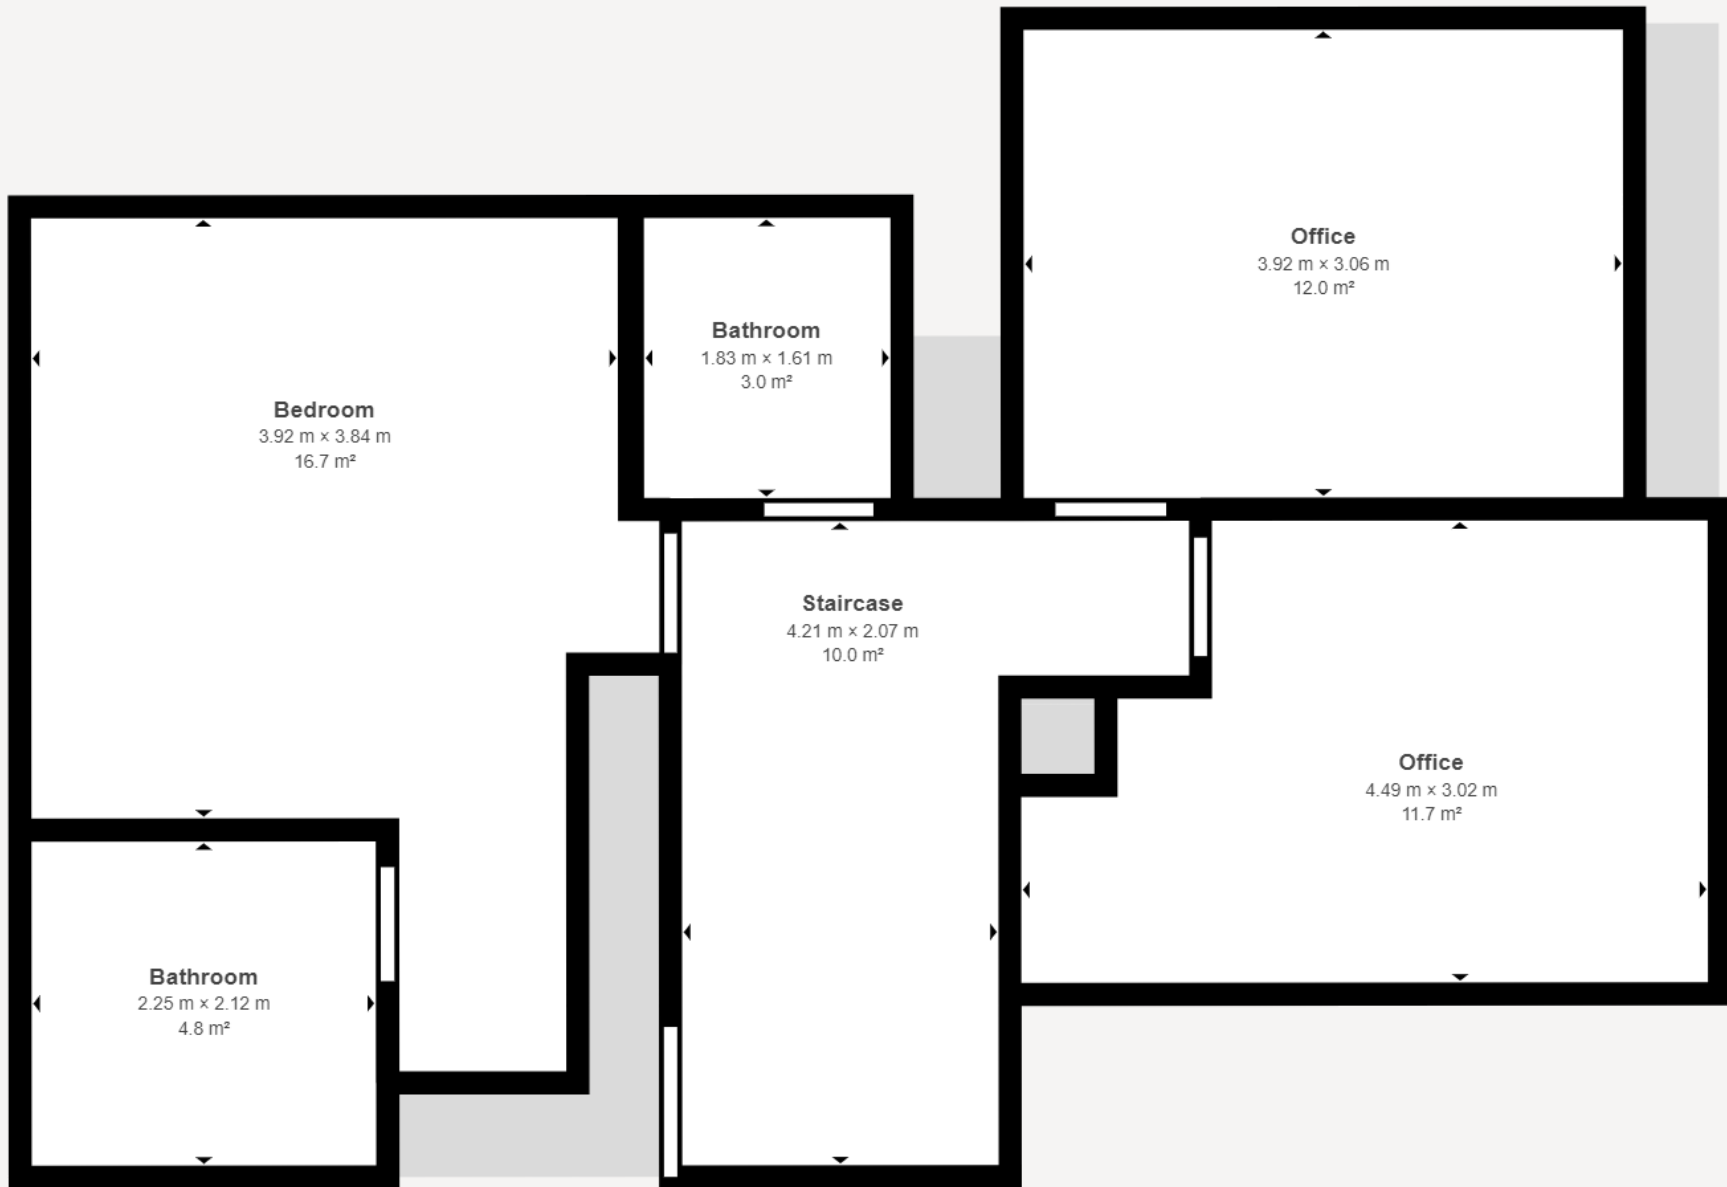 Office
3.92 m × 3.06 m
12.0 m²
Bathroom
1.83 m × 1.61 m
3.0 m²
Bedroom
3.92 m × 3.84 m
16.7 m²
Staircase
4.21 m × 2.07 m
10.0 m²
Office
4.49 m × 3.02 m
11.7 m²
Bathroom
2.25 m × 2.12 m
4.8 m²